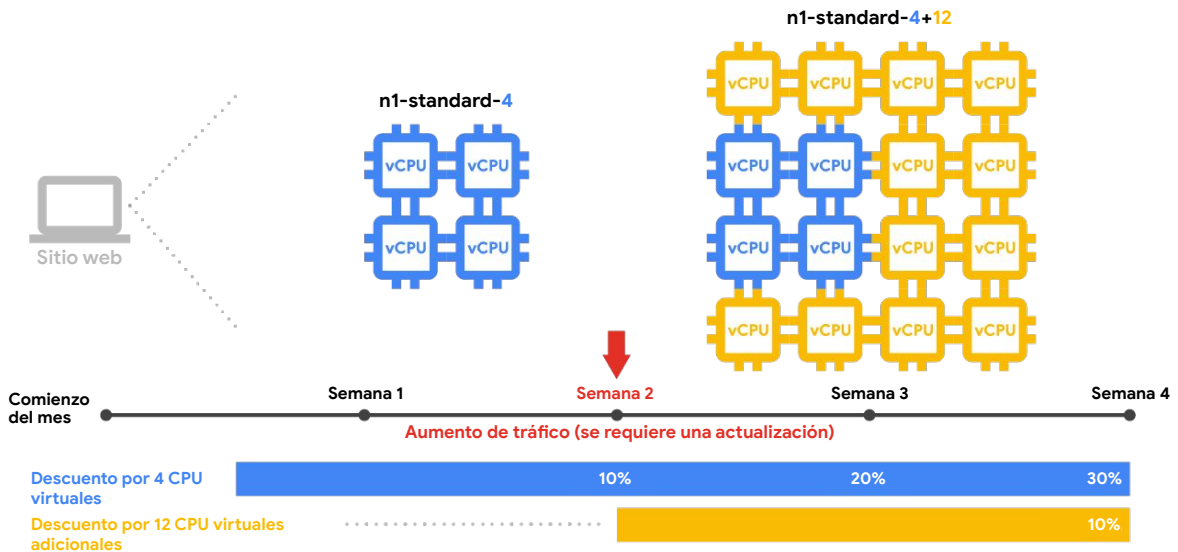 n1-standard-4+12
vCPU vCPU vCPU vCPU
n1-standard-4
vCPU vCPU
vCPU vCPU vCPU vCPU
vCPU vCPU
vCPU vCPU vCPU vCPU
Sitio web
vCPU vCPU vCPU vCPU
Comienzo
del mes
Semana 1
Semana 2
Semana 3
Semana 4
Aumento de tráfico (se requiere una actualización)
Descuento por 4 CPU
virtuales
10% 20% 30%
Descuento por 12 CPU virtuales
adicionales
10%